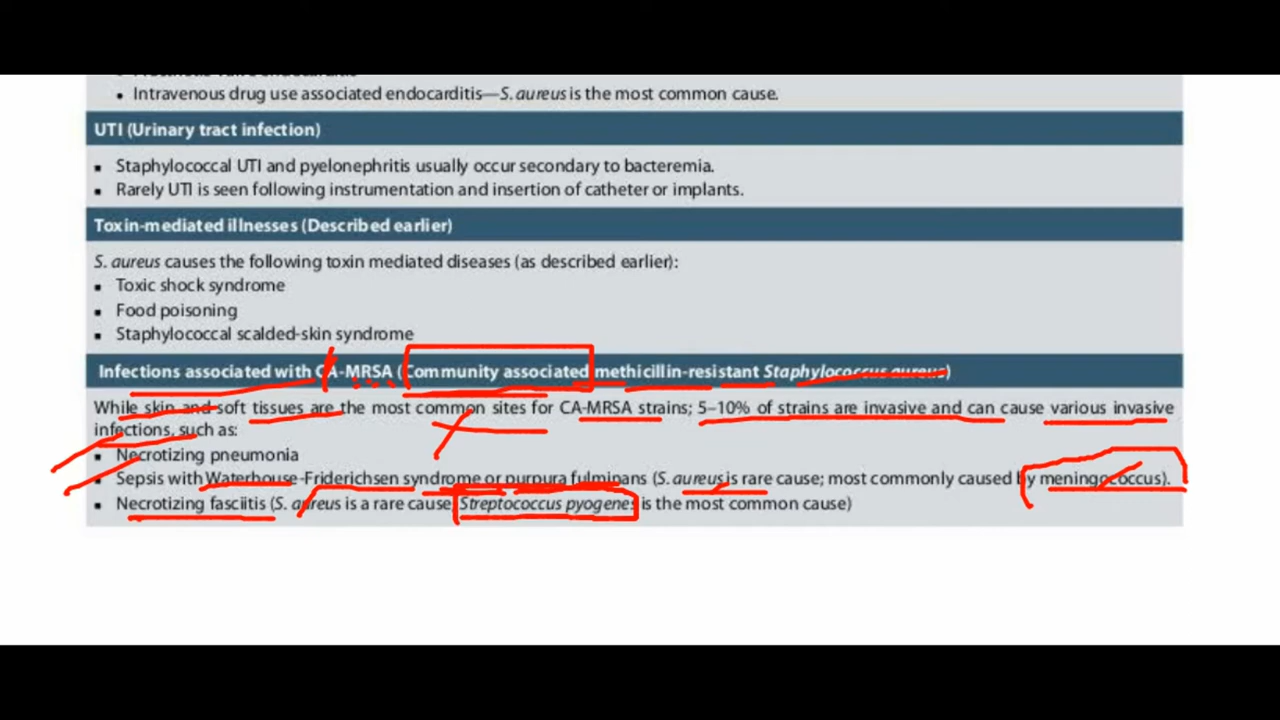 • Intravenous drug use associated endocarditis—S. aureus is the most common cause.
UTI (Urinary tract infection)
▪ Staphylococcal UTI and pyelonephritis usually occur secondary to bacteremia.
▪ Rarely UTI is seen following instrumentation and insertion of catheter or implants.
Toxin-mediated illnesses (Described earlier)
S. aureus causes the following toxin mediated diseases (as described earlier):
▪ Toxic shock syndrome
▪ Food poisoning
▪ Staphylococcal scalded-skin syndrome
Infections associated with CA-MRSA (Community associated methicillin-resistant Staphylococcus aureus)
While skin and soft tissues are the most common sites for CA-MRSA strains; 5–10% of strains are invasive and can cause various invasive
infections, such as:
▪ Necrotizing pneumonia
▪ Sepsis with Waterhouse-Friderichsen syndrome or purpura fulminans (S. aureus is rare cause; most commonly caused by meningococcus).
▪ Necrotizing fasciitis (S. aureus is a rare cause, Streptococcus pyogenes is the most common cause)